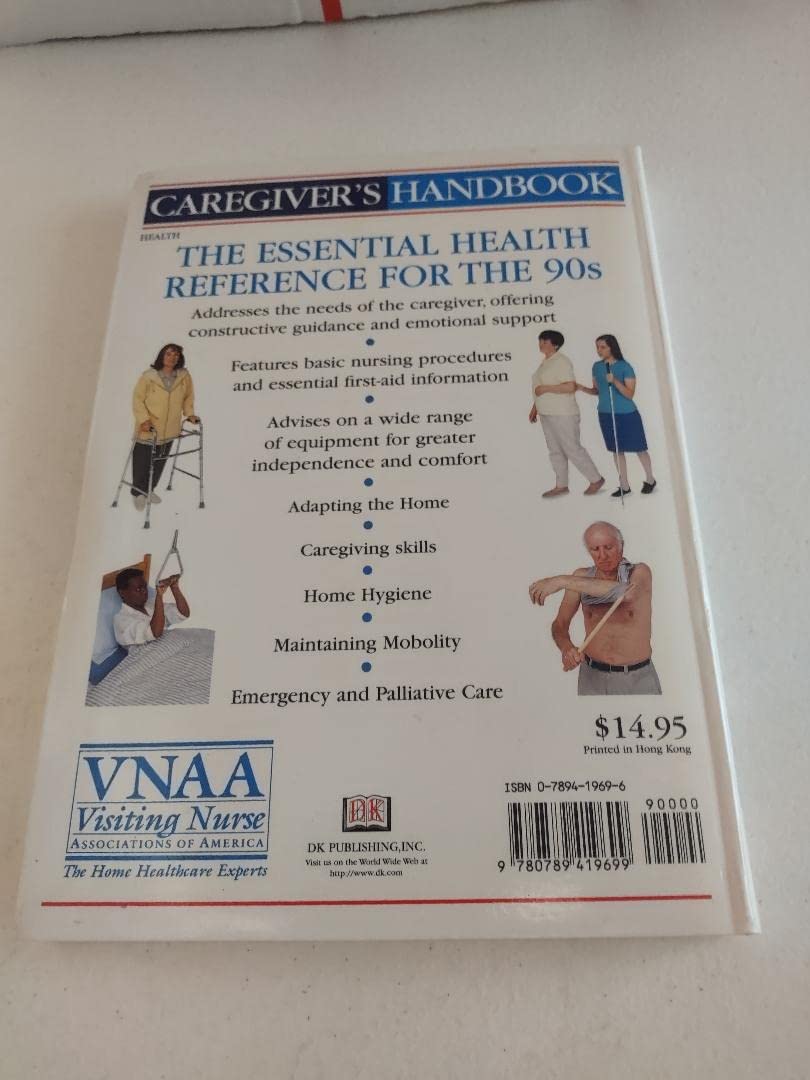 CAREGIVER'S HANDBOOK
HEALTH
THE ESSENTIAL HEALTH
REFERENCE FOR THE 90s
Addresses the needs of the caregiver, offering
constructive guidance and emotional support
Features basic nursing procedures
and essential first-aid information
Advises on a wide range
of equipment for greater
independence and comfort
Adapting the Home
Caregiving skills
Home Hygiene
Maintaining Mobolity
Emergency and Palliative Care
$14.95
Printed in Hong Kong
VNAA
Visiting Nurse
ASSOCIATIONS OF AMERICA
The Home Healthcare Experts
DK
DK PUBLISHING, INC.
Visit us on the World Wide Web at
http://www.dk.com
ISBN 0-7894-1969-6
90000
9 780789 419699